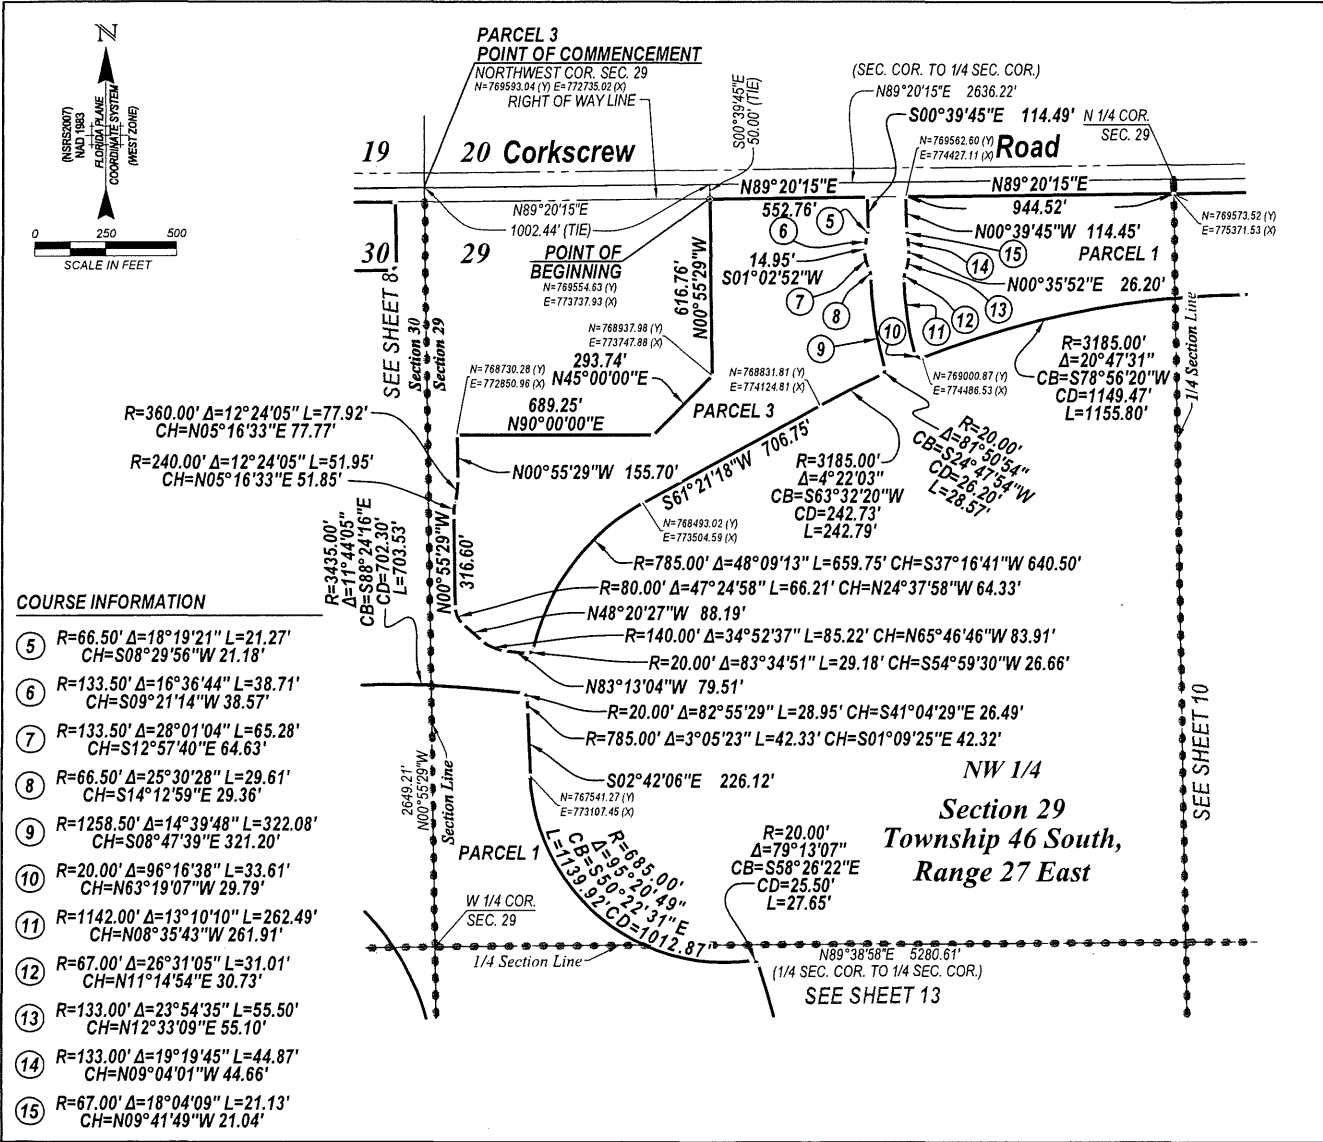 N
(NSRS2007)
NAD 1983
FLORIDA PLANE
COORDINATE SYSTEM
(WEST ZONE)
0 250 500
SCALE IN FEET
PARCEL 3
POINT OF COMMENCEMENT
NORTHWEST COR. SEC. 29
N=769593.04 (Y) E=772735.02 (X)
RIGHT OF WAY LINE
S00°39'45"E
50.00' (TIE)
(SEC. COR. TO 1/4 SEC. COR.)
N89°20'15"E 2636.22'
S00°39'45"E 114.49'
N 1/4 COR.
SEC. 29
N=769562.60 (Y)
E=774427.11 (X)
19
20 Corkscrew
Road
N89°20'15"E
N89°20'15"E
N89°20'15"E
1002.44' (TIE)
552.76'
944.52'
N=769573.52 (Y)
E=775371.53 (X)
30
29
POINT OF
BEGINNING
N=769554.63 (Y)
E=773737.93 (X)
5
6
14.95'
S01°02'52"W
7
8
9
10
N00°39'45"W 114.45'
15
PARCEL 1
14
N00°35'52"E 26.20'
13
12
11
SEE SHEET 8
Section 30
Section 29
616.76'
N00°55'29"W
N=768937.98 (Y)
E=773747.88 (X)
293.74'
N45°00'00"E
N=768730.28 (Y)
E=772850.96 (X)
689.25'
N90°00'00"E
N=768831.81 (Y)
E=774124.81 (X)
PARCEL 3
N=769000.87 (Y)
E=774486.53 (X)
R=3185.00'
Δ=20°47'31"
CB=S78°56'20"W
CD=1149.47'
L=1155.80'
1/4 Section Line
R=360.00' Δ=12°24'05" L=77.92'
CH=N05°16'33"E 77.77'
R=240.00' Δ=12°24'05" L=51.95'
CH=N05°16'33"E 51.85'
N00°55'29"W 155.70'
S61°21'18"W 706.75'
R=3185.00'
Δ=4°22'03"
CB=S63°32'20"W
CD=242.73'
L=242.79'
R=20.00'
Δ=81°50'54"
CB=S24°47'54"W
CD=26.20'
L=28.57'
N=768493.02 (Y)
E=773504.59 (X)
R=3435.00'
Δ=11°44'05"
CB=S88°24'16"E
CD=702.30'
L=703.53'
N00°55'29"W
316.60'
R=785.00' Δ=48°09'13" L=659.75' CH=S37°16'41"W 640.50'
R=80.00' Δ=47°24'58" L=66.21' CH=N24°37'58"W 64.33'
N48°20'27"W 88.19'
R=140.00' Δ=34°52'37" L=85.22' CH=N65°46'46"W 83.91'
R=20.00' Δ=83°34'51" L=29.18' CH=S54°59'30"W 26.66'
N83°13'04"W 79.51'
R=20.00' Δ=82°55'29" L=28.95' CH=S41°04'29"E 26.49'
R=785.00' Δ=3°05'23" L=42.33' CH=S01°09'25"E 42.32'
S02°42'06"E 226.12'
N=767541.27 (Y)
E=773107.45 (X)
2649.21'
N00°55'29"W
Section Line
PARCEL 1
R=685.00'
Δ=95°20'49"
CB=S50°22'31"E
CD=1012.87'
L=1139.92'
NW 1/4
Section 29
Township 46 South,
Range 27 East
SEE SHEET 10
R=20.00'
Δ=79°13'07"
CB=S58°26'22"E
CD=25.50'
L=27.65'
W 1/4 COR.
SEC. 29
1/4 Section Line
N89°38'58"E 5280.61'
(1/4 SEC. COR. TO 1/4 SEC. COR.)
SEE SHEET 13
COURSE INFORMATION
5 R=66.50' Δ=18°19'21" L=21.27'
CH=S08°29'56"W 21.18'
6 R=133.50' Δ=16°36'44" L=38.71'
CH=S09°21'14"W 38.57'
7 R=133.50' Δ=28°01'04" L=65.28'
CH=S12°57'40"E 64.63'
8 R=66.50' Δ=25°30'28" L=29.61'
CH=S14°12'59"E 29.36'
9 R=1258.50' Δ=14°39'48" L=322.08'
CH=S08°47'39"E 321.20'
10 R=20.00' Δ=96°16'38" L=33.61'
CH=N63°19'07"W 29.79'
11 R=1142.00' Δ=13°10'10" L=262.49'
CH=N08°35'43"W 261.91'
12 R=67.00' Δ=26°31'05" L=31.01'
CH=N11°14'54"E 30.73'
13 R=133.00' Δ=23°54'35" L=55.50'
CH=N12°33'09"E 55.10'
14 R=133.00' Δ=19°19'45" L=44.87'
CH=N09°04'01"W 44.66'
15 R=67.00' Δ=18°04'09" L=21.13'
CH=N09°41'49"W 21.04'